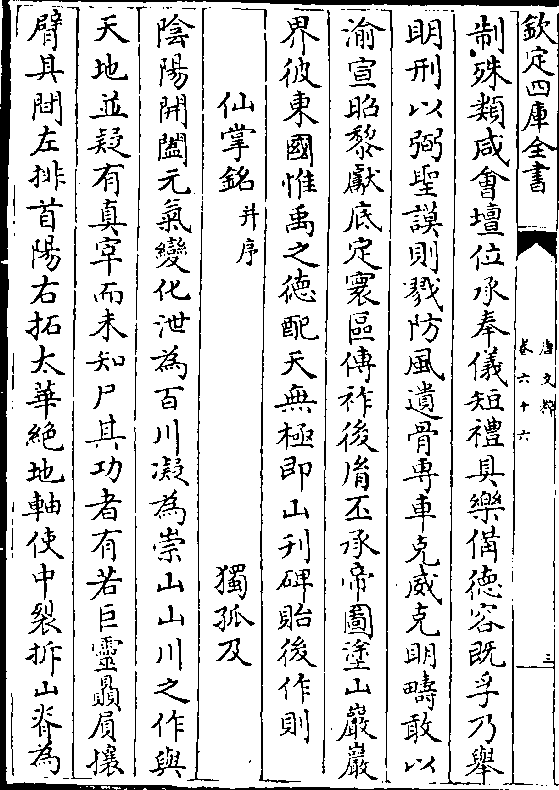 欽定四庫全書
唐文粹
卷六十六
三
制殊類咸㑹壇位承奉儀短禮具樂備德容既孚乃舉
明刑以弼聖謨則戮防風遺骨専車克威克明疇敢以
渝宣昭黎獻底定寰區傳祚後脩丕承帝圖塗山巖巖
界彼東國惟禹之徳配天無極即山刋碑貽後作則
仙掌銘并序
獨孤及
陰陽開闔元氣變化泄為百川凝為崇山山川之作與
天地並疑有真宰而未知尸其功者有若巨靈贔屓攘
臂其間左排首陽右拓太華絶地軸使中裂拆山脊為